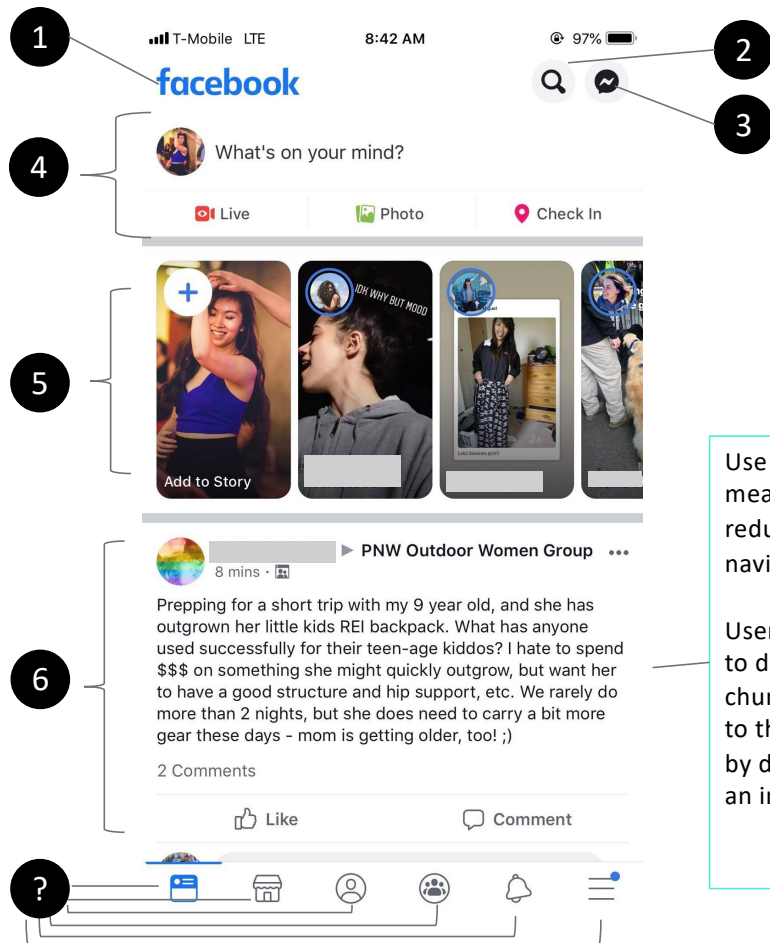 1
T-Mobile LTE 8:42 AM 97%
2
facebook
3
4
What's on your mind?
Live Photo Check In
IDK WHY BUT MOOD
5
Add to Story
PNW Outdoor Women Group
8 mins
6
Prepping for a short trip with my 9 year old, and she has
outgrown her little kids REI backpack. What has anyone
used successfully for their teen-age kiddos? I hate to spend
$$$ on something she might quickly outgrow, but want her
to have a good structure and hip support, etc. We rarely do
more than 2 nights, but she does need to carry a bit more
gear these days - mom is getting older, too! ;)
2 Comments
Like Comment
?
Use
mea
redu
navi
User
to d
chur
to th
by d
an i